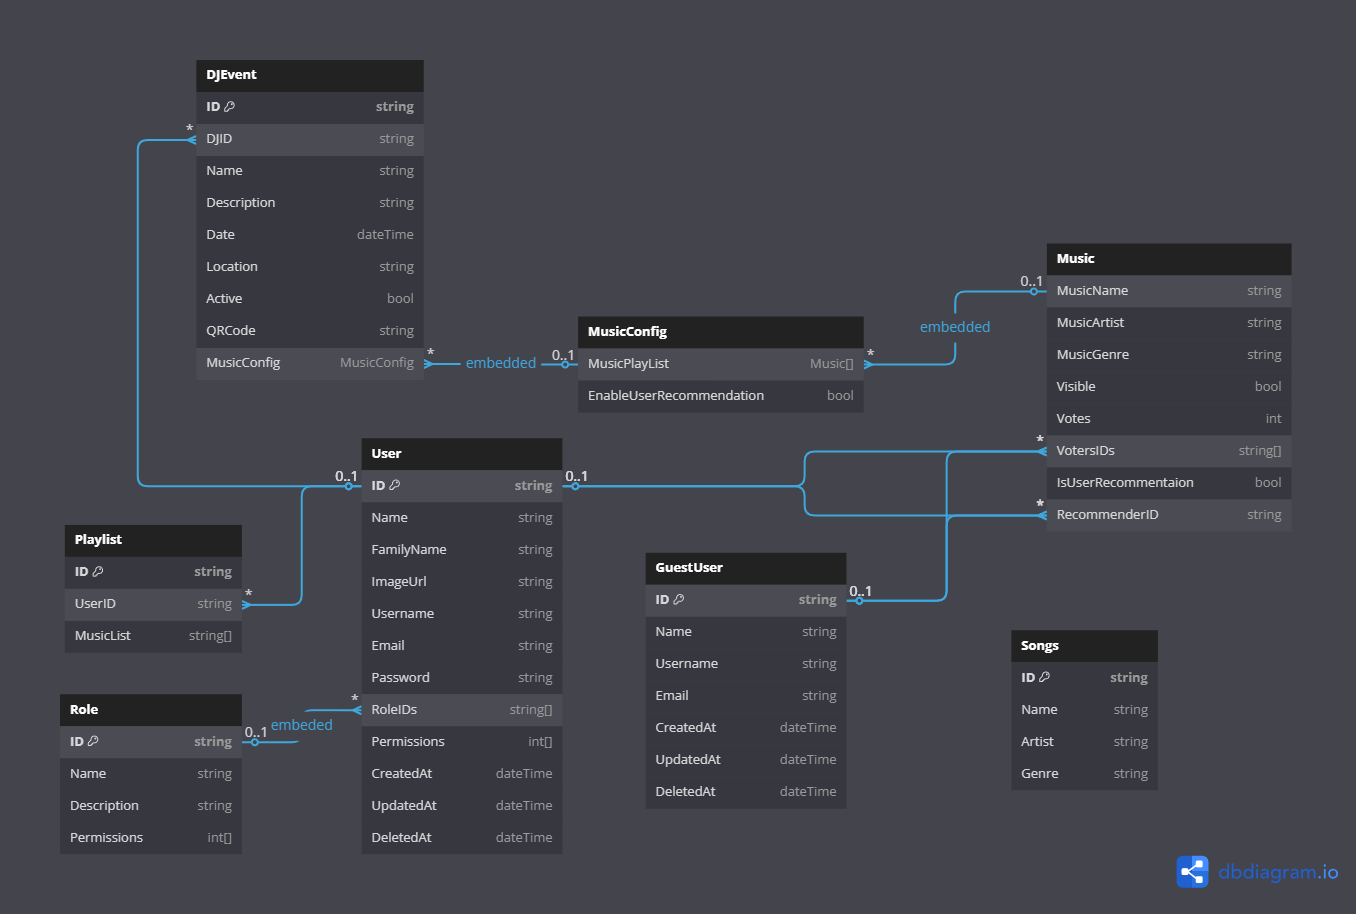 DJEvent
ID string
* DJID string
Name string
Description string
Date dateTime
Location string
Active bool
QRCode string
MusicConfig MusicConfig * embedded 0..1
MusicConfig
MusicPlayList Music[] *
EnableUserRecommendation bool
embedded
Music
0..1 MusicName string
MusicArtist string
MusicGenre string
Visible bool
Votes int
* VotersIDs string[]
IsUserRecommentaion bool
* RecommenderID string
User
0..1 ID string 0..1
Name string
FamilyName string
ImageUrl string
Username string
Email string
Password string
* RoleIDs string[]
Permissions int[]
CreatedAt dateTime
UpdatedAt dateTime
DeletedAt dateTime
Playlist
ID string
UserID string *
MusicList string[]
Role
ID string 0..1 embeded
Name string
Description string
Permissions int[]
GuestUser
ID string 0..1
Name string
Username string
Email string
CreatedAt dateTime
UpdatedAt dateTime
DeletedAt dateTime
Songs
ID string
Name string
Artist string
Genre string
dbdiagram.io